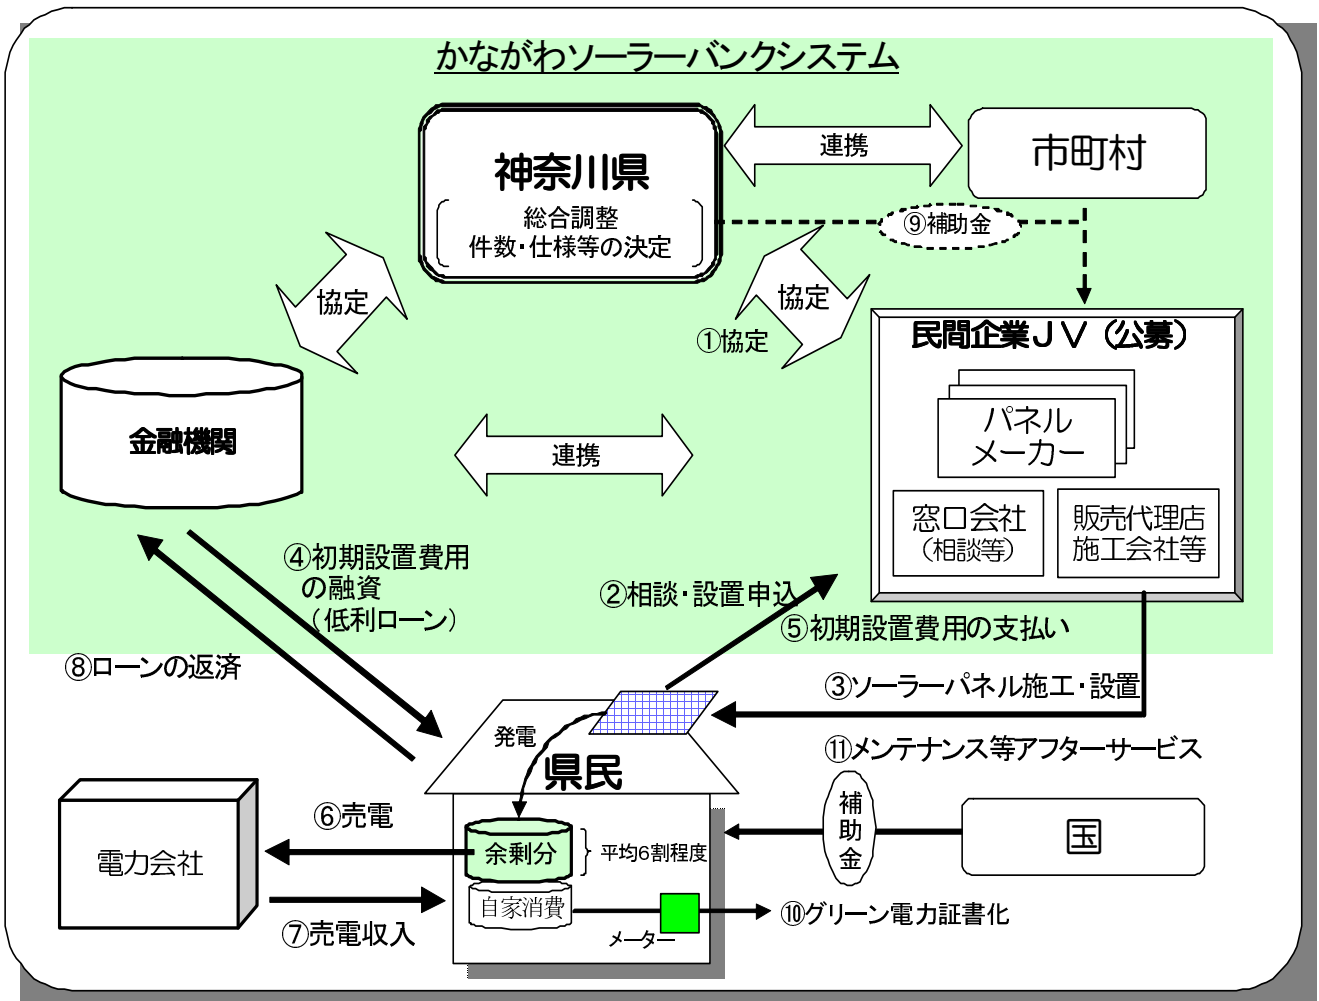 かながわソーラーバンクシステム
神奈川県
総合調整
件数・仕様等の決定
連携
市町村
⑨補助金
協定
協定
①協定
民間企業ＪＶ（公募）
パネル
メーカー
窓口会社
（相談等）
販売代理店
施工会社等
金融機関
連携
④初期設置費用
の融資
（低利ローン）
②相談・設置申込
⑤初期設置費用の支払い
⑧ローンの返済
③ソーラーパネル施工・設置
⑪メンテナンス等アフターサービス
発電
県民
補
助
金
国
電力会社
⑥売電
余剰分
平均6割程度
自家消費
⑦売電収入
メーター
⑩グリーン電力証書化